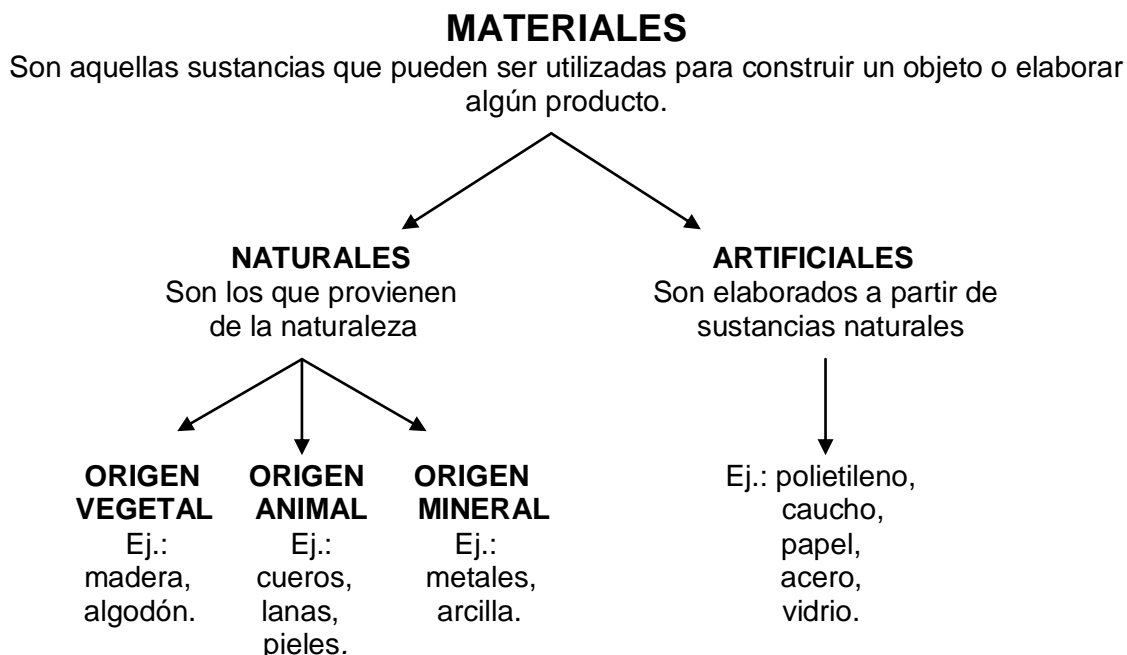 MATERIALES
Son aquellas sustancias que pueden ser utilizadas para construir un objeto o elaborar
algún producto.
NATURALES
Son los que provienen
de la naturaleza
ARTIFICIALES
Son elaborados a partir de
sustancias naturales
ORIGEN
VEGETAL
Ej.:
madera,
algodón.
ORIGEN
ANIMAL
Ej.:
cueros,
lanas,
pieles.
ORIGEN
MINERAL
Ej.:
metales,
arcilla.
Ej.: polietileno,
caucho,
papel,
acero,
vidrio.